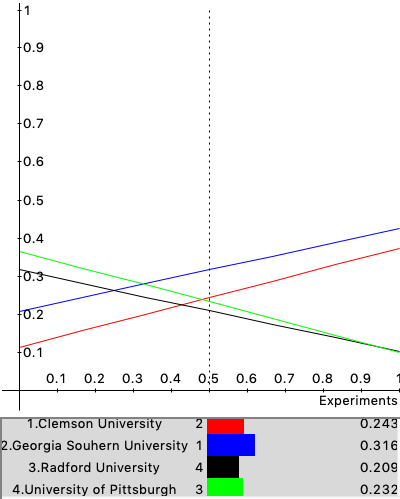 1
0.9
0.8
0.7
0.6
0.5
0.4
0.3
0.2
0.1
0.1 0.2 0.3 0.4 0.5 0.6 0.7 0.8 0.9 1
Experiments
1.Clemson University 2 0.243
2.Georgia Souhern University 1 0.316
3.Radford University 4 0.209
4.University of Pittsburgh 3 0.232